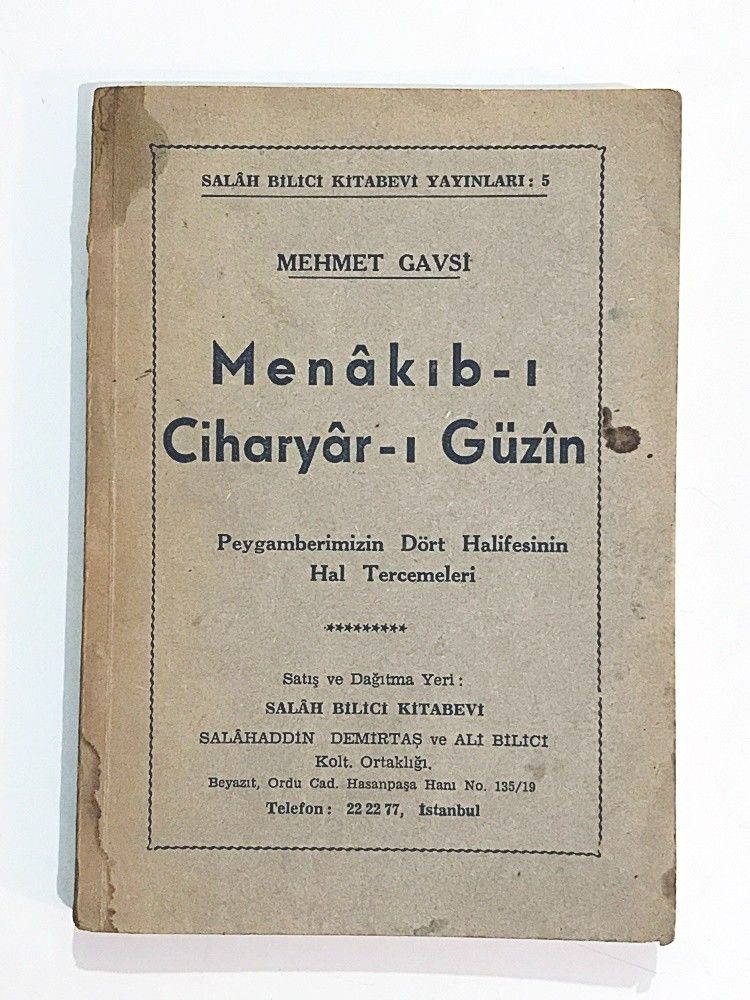 SALÂH BİLİCİ KİTABEVİ YAYINLARI: 5
MEHMET GAVSİ
Menâkıb-ı
Ciharyâr-ı Güzîn
Peygamberimizin Dört Halifesinin
Hal Tercemeleri
*********
Satış ve Dağıtma Yeri:
SALÂH BİLİCİ KİTABEVİ
SALÂHADDİN DEMİRTAŞ ve ALİ BİLİCİ
Kolt. Ortaklığı.
Beyazıt, Ordu Cad. Hasanpaşa Hanı No. 135/19
Telefon: 22 22 77, İstanbul